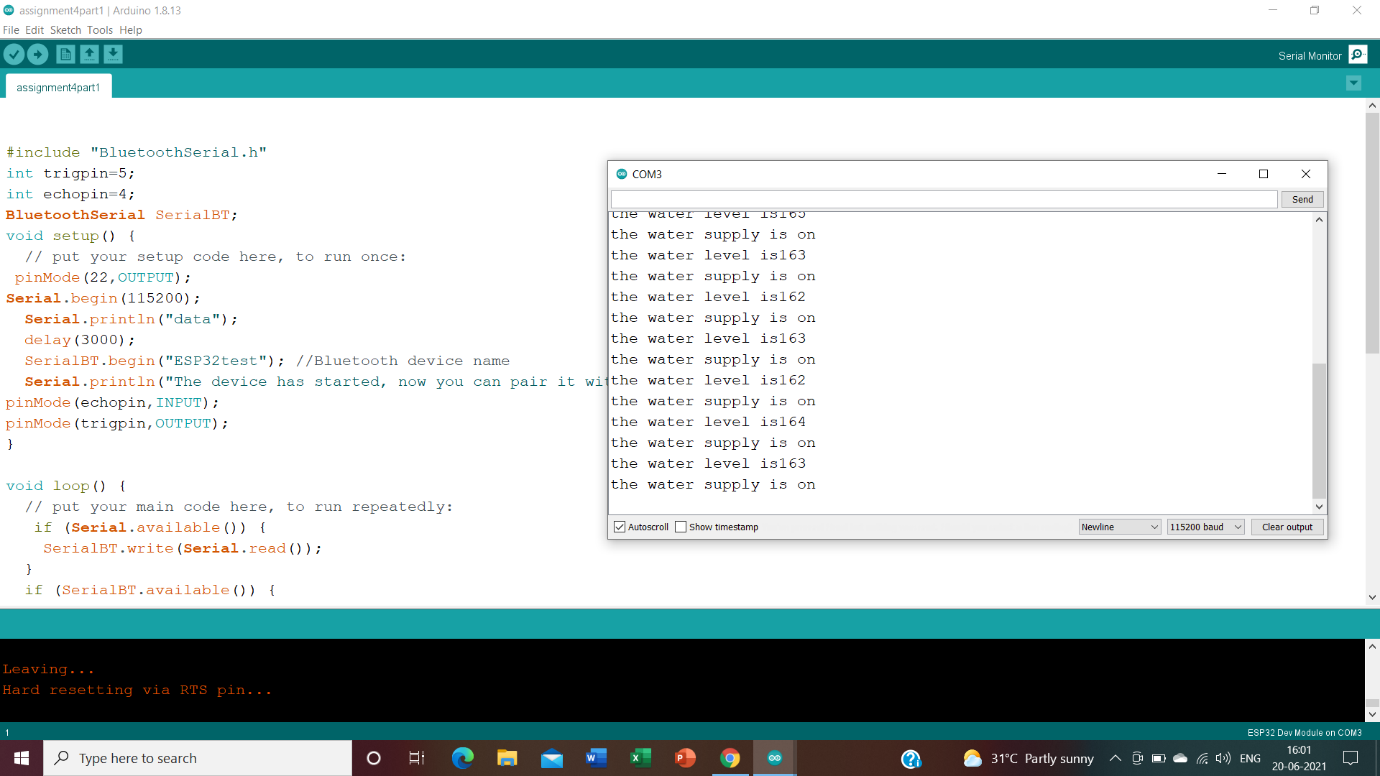 assignment4part1 | Arduino 1.8.13
File Edit Sketch Tools Help
Serial Monitor
assignment4part1
#include "BluetoothSerial.h"
int trigpin=5;
int echopin=4;
BluetoothSerial SerialBT;
void setup() {
// put your setup code here, to run once:
pinMode(22,OUTPUT);
Serial.begin(115200);
Serial.println("data");
delay(3000);
SerialBT.begin("ESP32test"); //Bluetooth device name
Serial.println("The device has started, now you can pair it wit
pinMode(echopin,INPUT);
pinMode(trigpin,OUTPUT);
}
void loop() {
// put your main code here, to run repeatedly:
if (Serial.available()) {
SerialBT.write(Serial.read());
}
if (SerialBT.available()) {
COM3
Send
the water level is165
the water supply is on
the water level is163
the water supply is on
the water level is162
the water supply is on
the water level is163
the water supply is on
the water level is162
the water supply is on
the water level is164
the water supply is on
the water level is163
the water supply is on
Autoscroll Show timestamp Newline 115200 baud Clear output
Leaving...
Hard resetting via RTS pin...
1 ESP32 Dev Module on COM3
Type here to search
31°C Partly sunny
ENG
16:01
20-06-2021